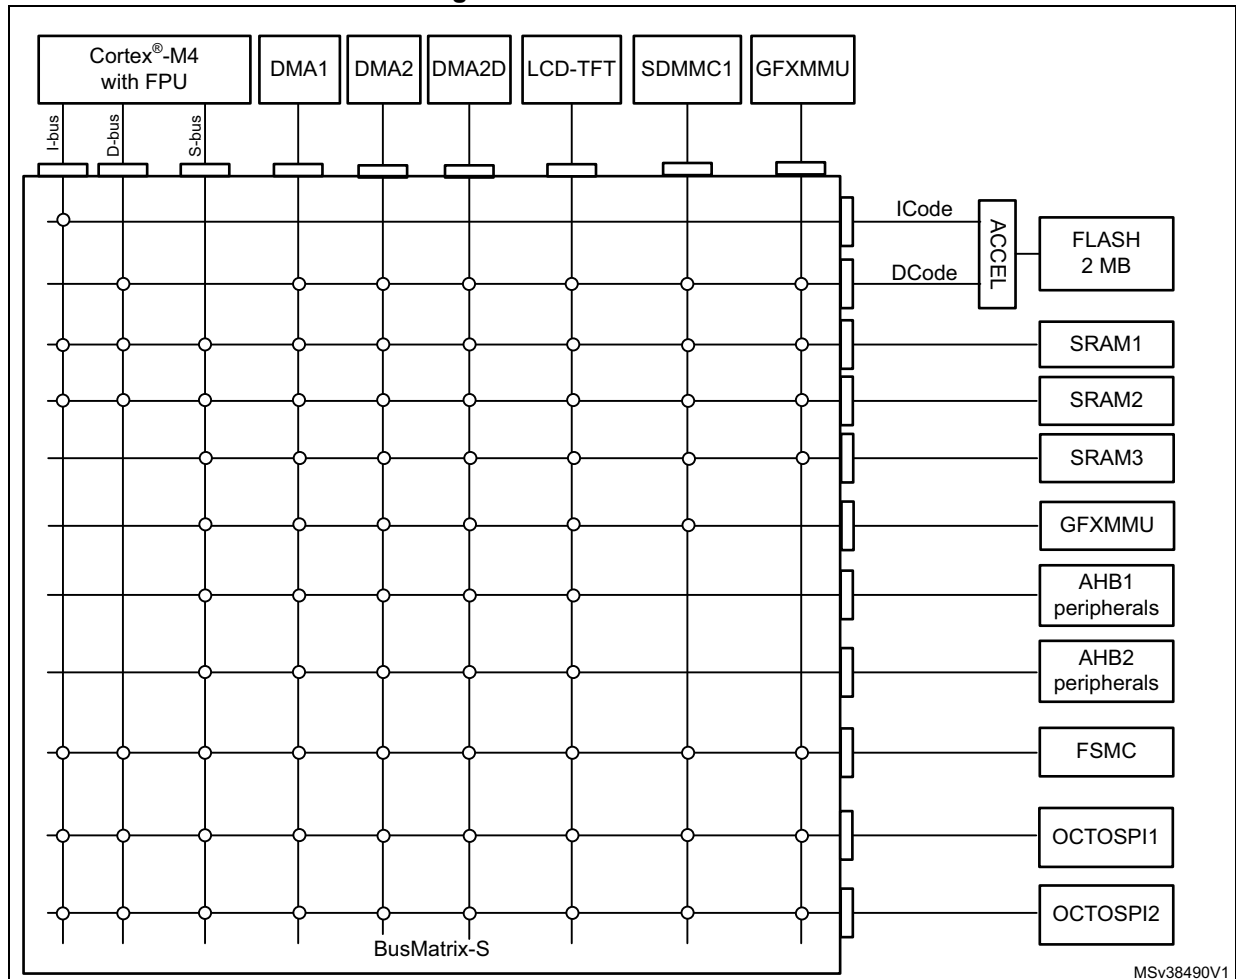 Cortex®-M4
with FPU
DMA1
DMA2
DMA2D
LCD-TFT
SDMMC1
GFXMMU
I-bus
D-bus
S-bus
ICode
DCode
ACCEL
FLASH
2 MB
SRAM1
SRAM2
SRAM3
GFXMMU
AHB1
peripherals
AHB2
peripherals
FSMC
OCTOSPI1
OCTOSPI2
BusMatrix-S
MSv38490V1